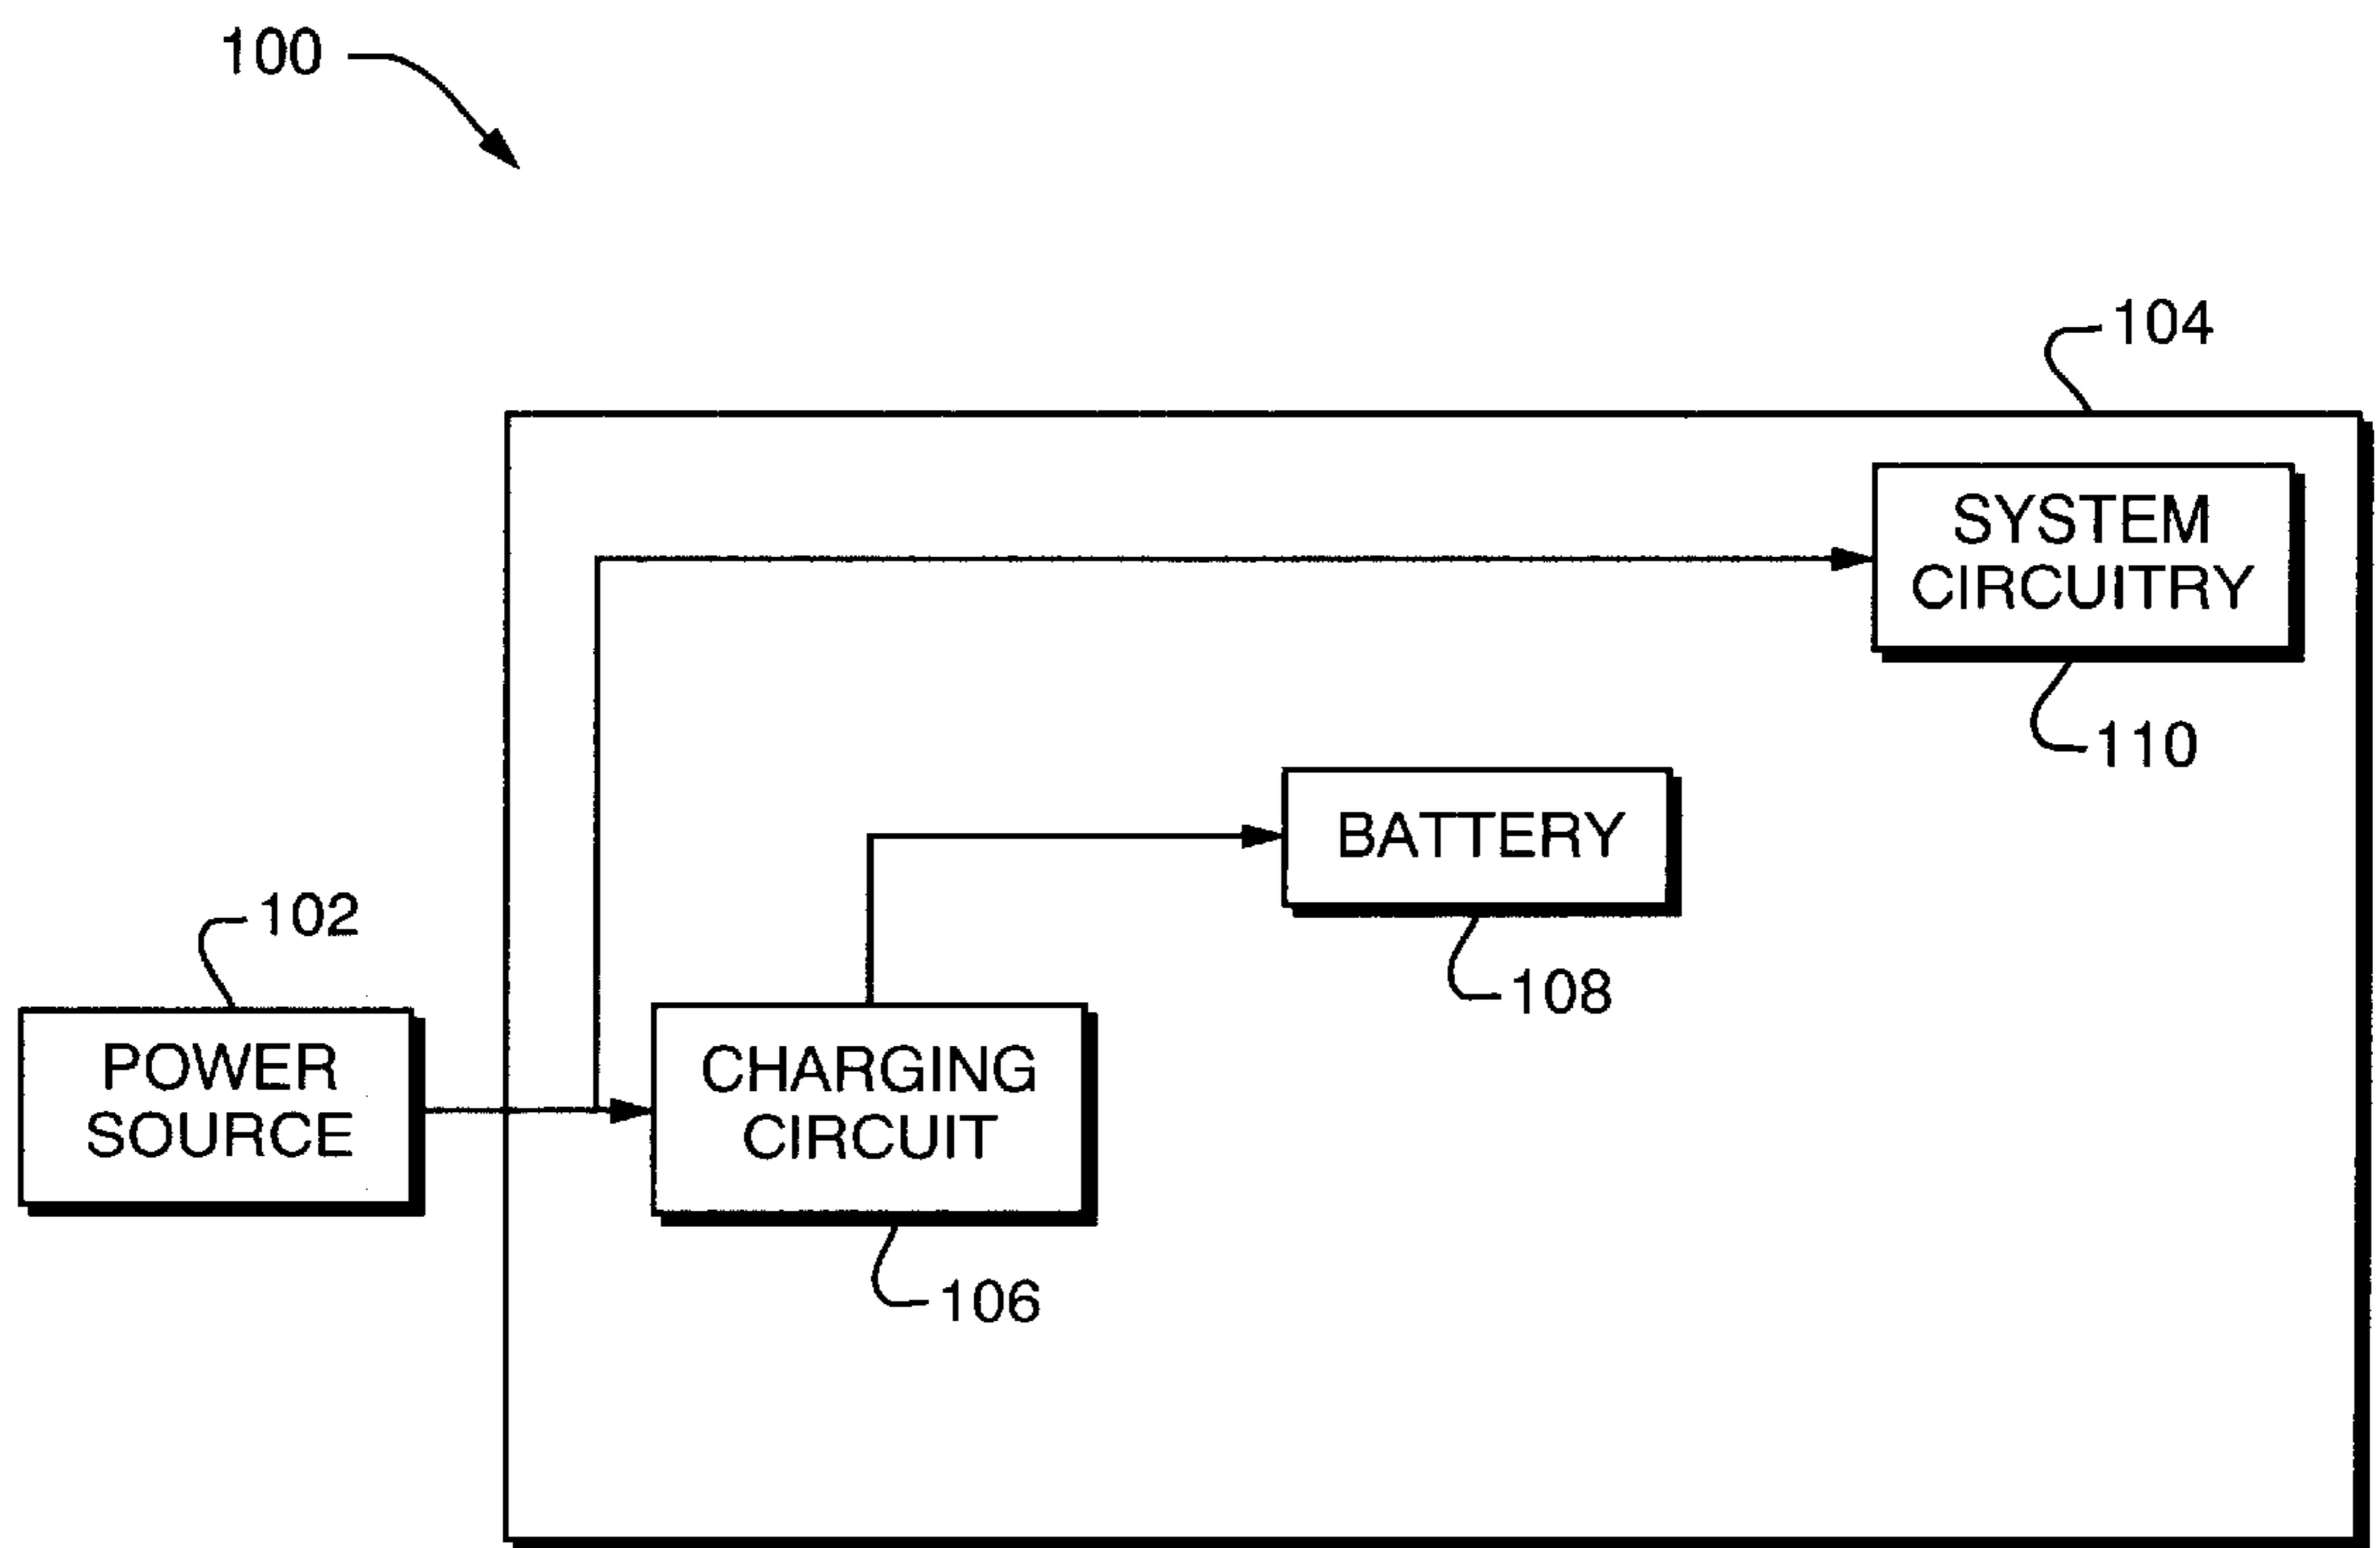 100
104
SYSTEM
CIRCUITRY
110
BATTERY
108
102
POWER
SOURCE
CHARGING
CIRCUIT
106